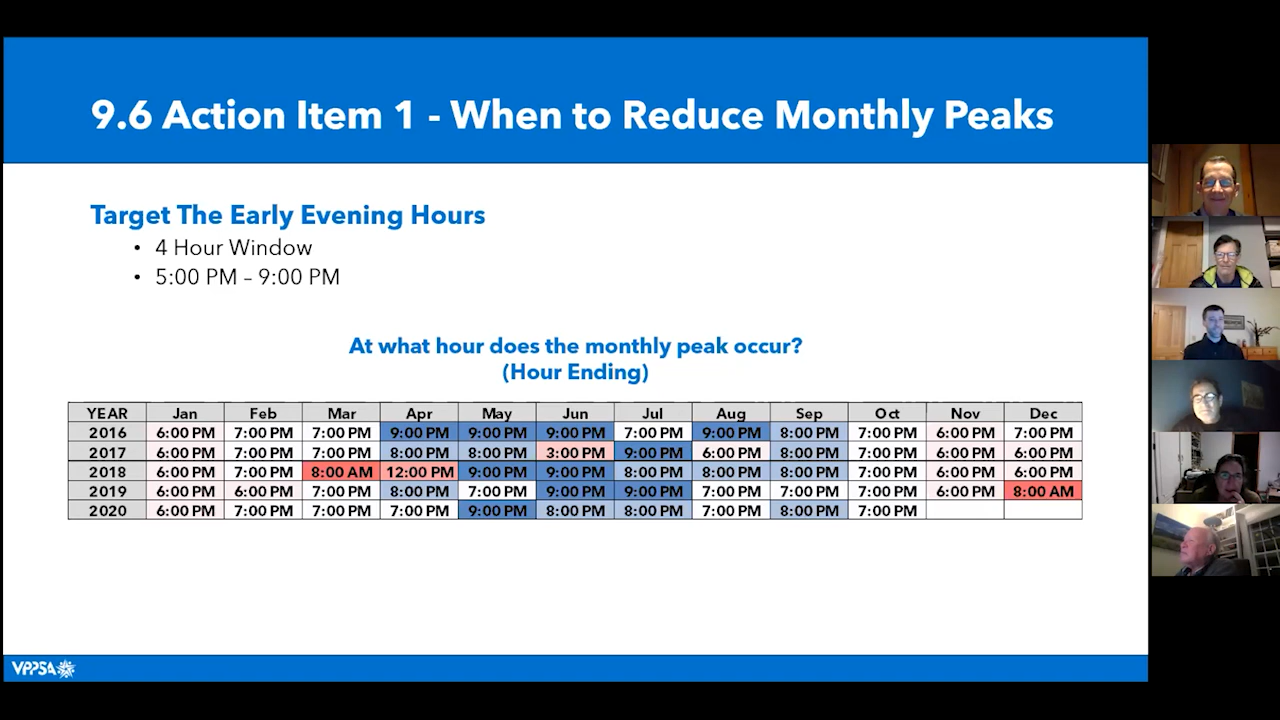 9.6 Action Item 1 - When to Reduce Monthly Peaks
Target The Early Evening Hours
• 4 Hour Window
• 5:00 PM – 9:00 PM
At what hour does the monthly peak occur?
(Hour Ending)
YEAR Jan Feb Mar Apr May Jun Jul Aug Sep Oct Nov Dec
2016 6:00 PM 7:00 PM 7:00 PM 9:00 PM 9:00 PM 9:00 PM 7:00 PM 9:00 PM 8:00 PM 7:00 PM 6:00 PM 7:00 PM
2017 6:00 PM 7:00 PM 7:00 PM 8:00 PM 8:00 PM 3:00 PM 9:00 PM 6:00 PM 8:00 PM 7:00 PM 6:00 PM 6:00 PM
2018 6:00 PM 7:00 PM 8:00 AM 12:00 PM 9:00 PM 9:00 PM 8:00 PM 8:00 PM 8:00 PM 7:00 PM 6:00 PM 6:00 PM
2019 6:00 PM 6:00 PM 7:00 PM 8:00 PM 7:00 PM 9:00 PM 9:00 PM 7:00 PM 7:00 PM 7:00 PM 6:00 PM 8:00 AM
2020 6:00 PM 7:00 PM 7:00 PM 7:00 PM 9:00 PM 8:00 PM 8:00 PM 7:00 PM 8:00 PM 7:00 PM
VPPSA